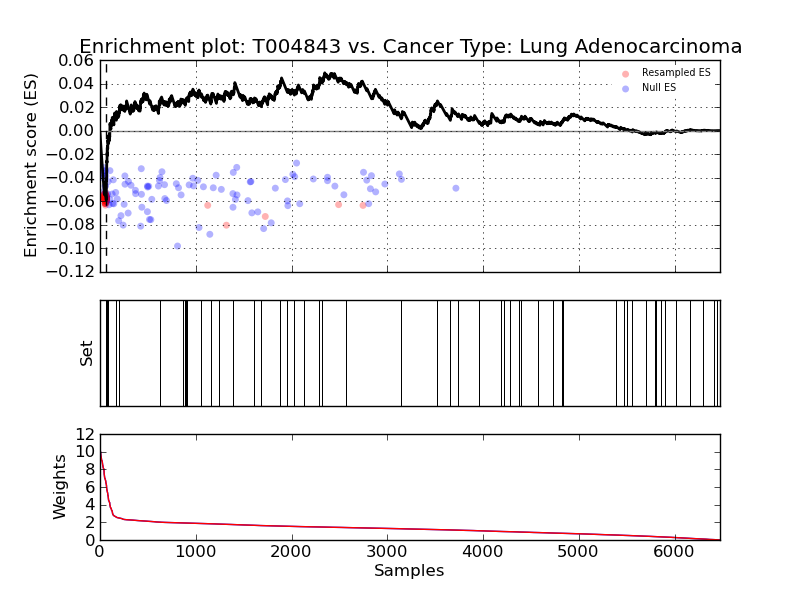 Enrichment plot: T004843 vs. Cancer Type: Lung Adenocarcinoma
Enrichment score (ES)
0.06
0.04
0.02
0.00
−0.02
−0.04
−0.06
−0.08
−0.10
−0.12
Resampled ES
Null ES
Set
Weights
12
10
8
6
4
2
0
0 1000 2000 3000 4000 5000 6000
Samples